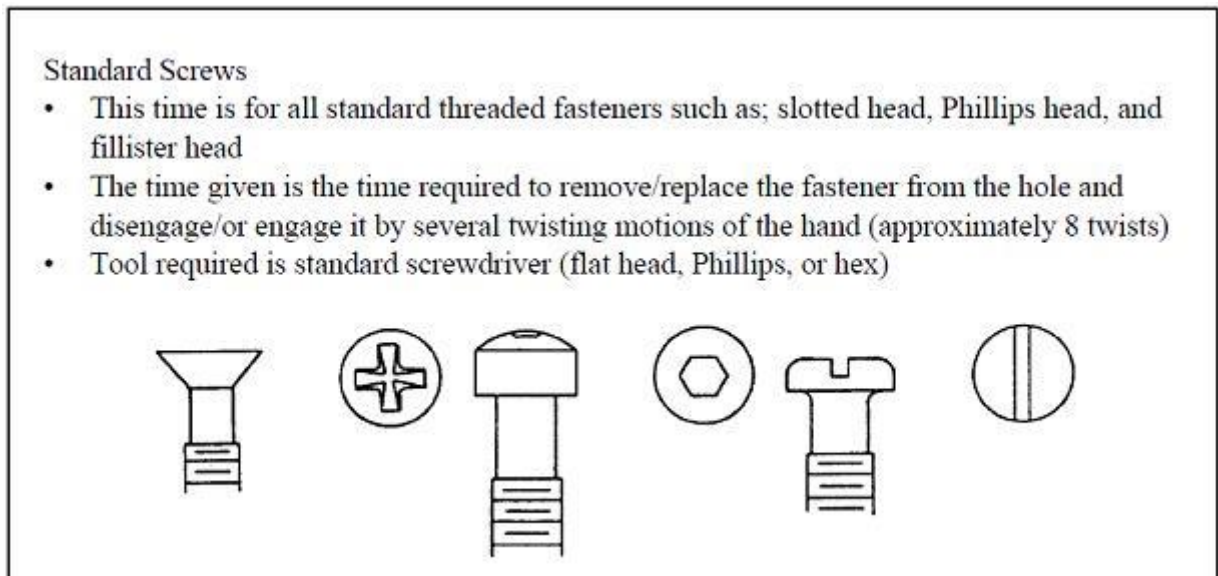 Standard Screws
• This time is for all standard threaded fasteners such as; slotted head, Phillips head, and
fillister head
• The time given is the time required to remove/replace the fastener from the hole and
disengage/or engage it by several twisting motions of the hand (approximately 8 twists)
• Tool required is standard screwdriver (flat head, Phillips, or hex)